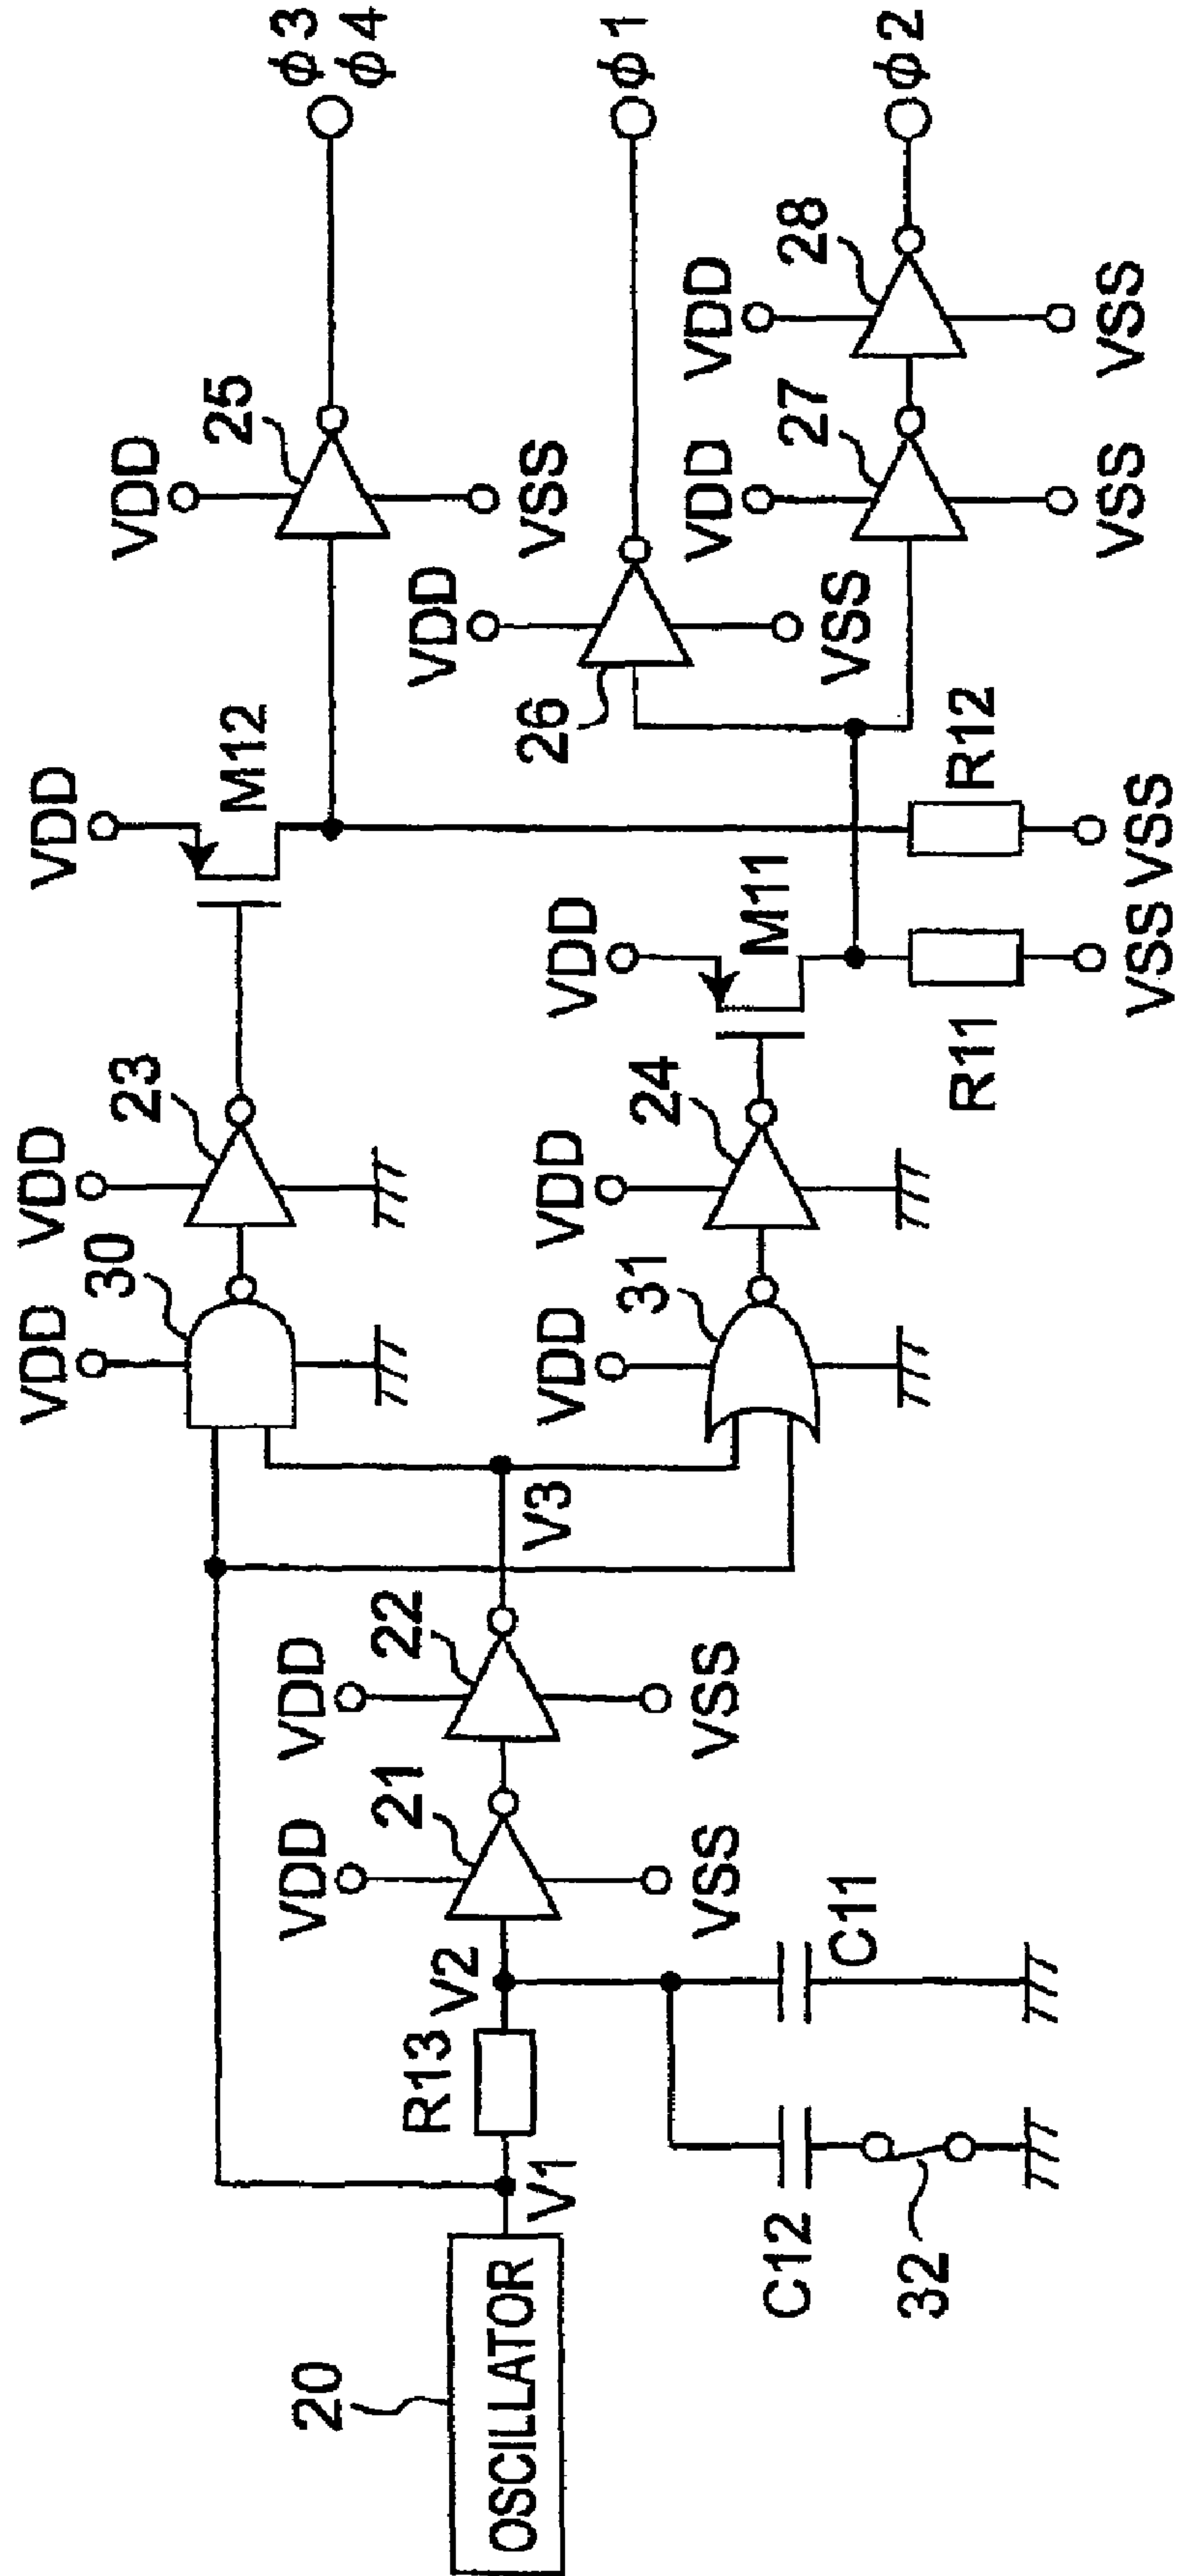 20
OSCILLATOR
V1
R13
V2
C12
32
C11
VDD
21
VSS
VDD
22
VSS
V3
VDD
30
VDD
23
VDD
31
VDD
24
VDD
M12
VDD
M11
R11
VSS
R12
VSS
VDD
25
VSS
VDD
26
VSS
VDD
27
VSS
VDD
28
VSS
φ3
φ4
φ1
φ2